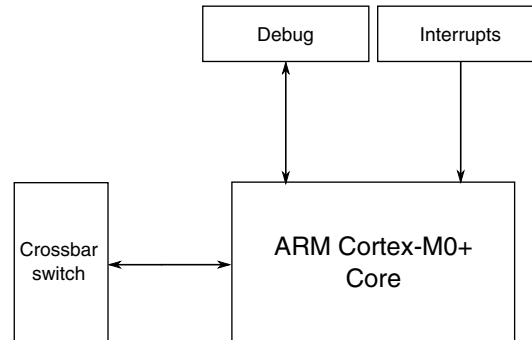 Debug
Interrupts
ARM Cortex-M0+
Core
Crossbar
switch